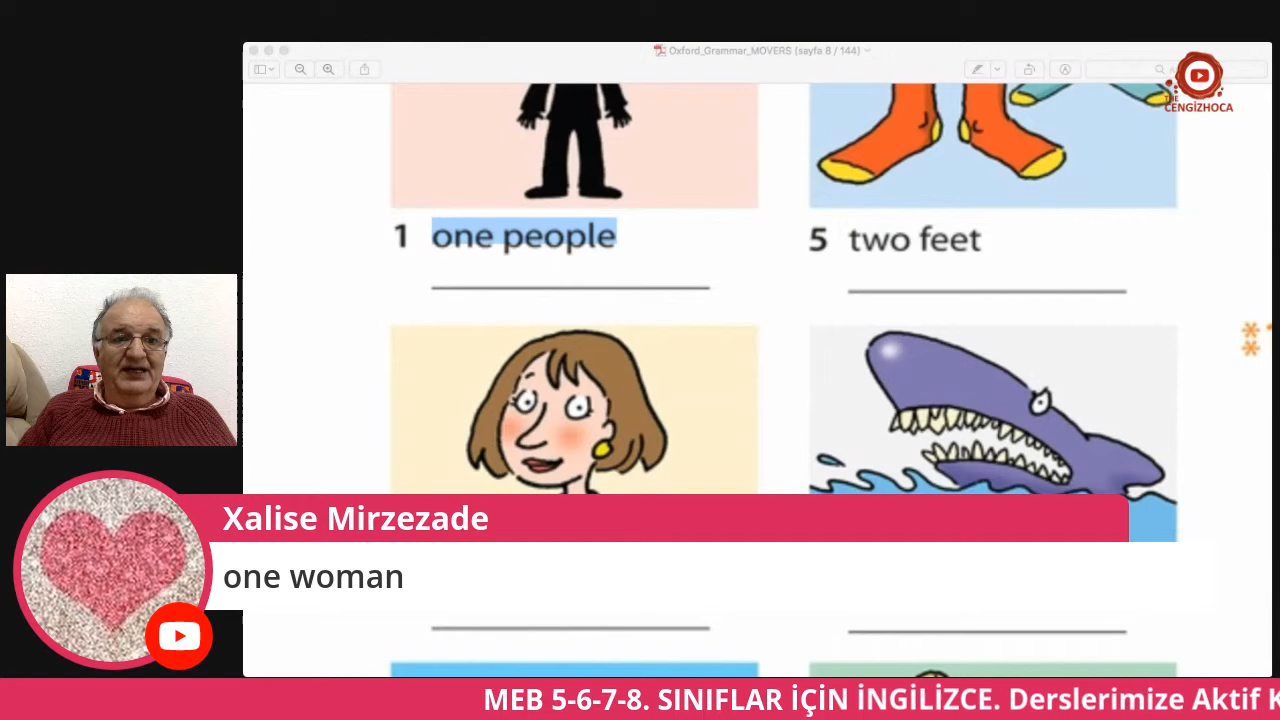 Oxford_Grammar_MOVERS (sayfa 8 / 144)
THE
CENGİZHOCA
1 one people
5 two feet
Xalise Mirzezade
one woman
MEB 5-6-7-8. SINIFLAR İÇİN İNGİLİZCE. Derslerimize Aktif K